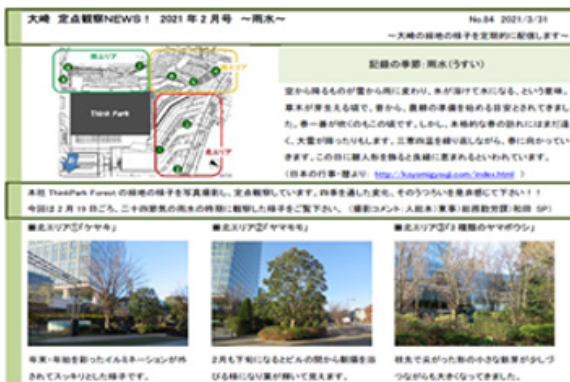 大崎 定点観察NEWS！ 2021年2月号 ～雨水～
No.84 2021/3/31
～大崎の緑地の様子を定期的に配信します～
Think Park
北エリア
記録の季節：雨水（うすい）
空から降るものが雪から雨に変わり、氷が溶けて水になる、という意味。
草木が芽生える頃で、昔から、農耕の準備を始める目安とされてきまし
た。春一番が吹くのもこの頃です。しかし、本格的な春の訪れにはまだ遠
く、大雪が降ったりもします。三寒四温を繰り返しながら、春に向かってい
きます。この日に雛人形を飾ると良縁に恵まれるといわれています。
（日本の行事・暦より： http://koyomigyouji.com/index.html ）
本社 ThinkPark Forest の緑地の様子を写真撮影し、定点観察しています。四季を通した変化、そのうつろいを是非感じて下さい！！
今回は2月19日ごろ、二十四節気の雨水の時期に観察した様子をご覧下さい。（撮影コメント：人総本）東事）総務勤労課：和田 SP）
■北エリア①「ケヤキ」
■北エリア②「ヤマモモ」
■北エリア③「2種類のヤマボウシ」
年末・年始を彩ったイルミネーションが外
されてスッキリとした様子です。
2月も下旬になるとビルの間から朝陽を浴
びる様になり葉が輝いて見えます。
枝先で尖がった形の小さな新芽が少しづ
つながらも大きくなってきました。